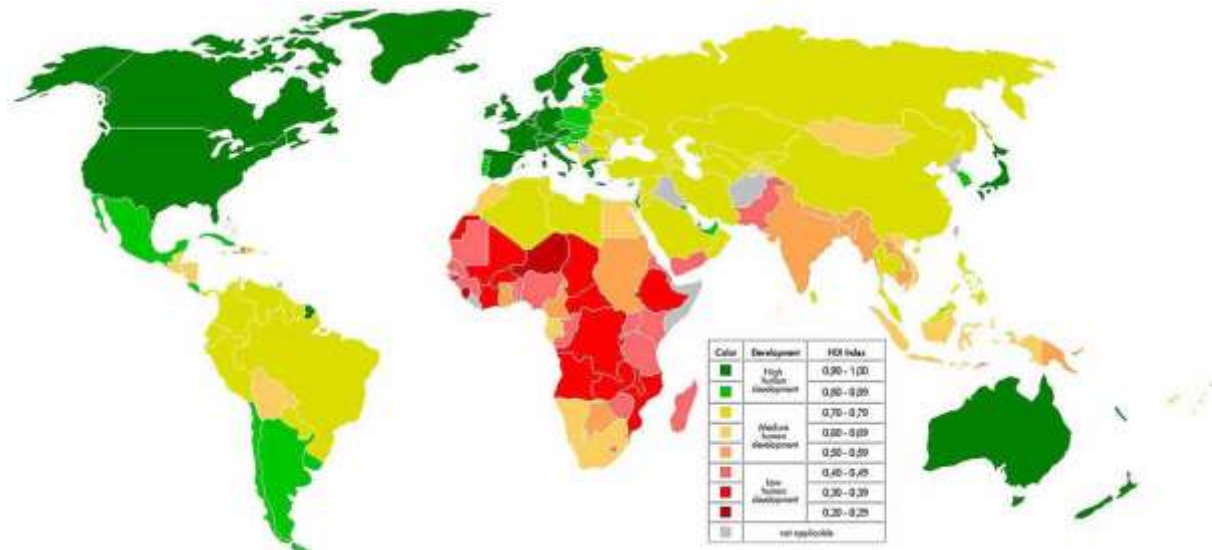 Color Development HDI Index
High human development
0,90 - 1,00
0,80 - 0,89
Medium human development
0,70 - 0,79
0,60 - 0,69
0,50 - 0,59
Low human development
0,40 - 0,49
0,30 - 0,39
0,20 - 0,29
not applicable